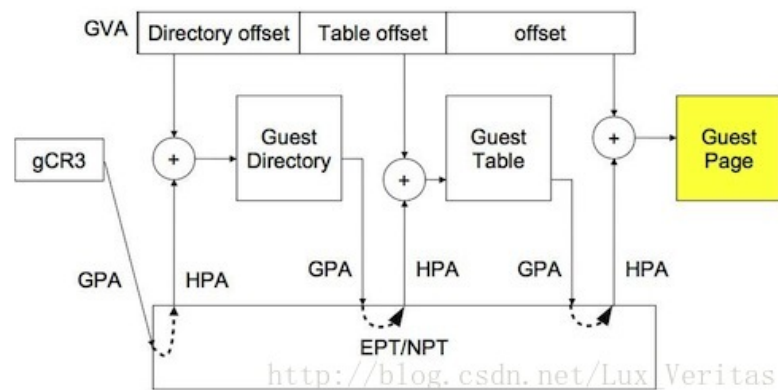 GVA Directory offset Table offset offset
gCR3
+
Guest
Directory
+
Guest
Table
+
Guest
Page
GPA
HPA
GPA
HPA
GPA
HPA
EPT/NPT
http://blog.csdn.net/Lux_Veritas